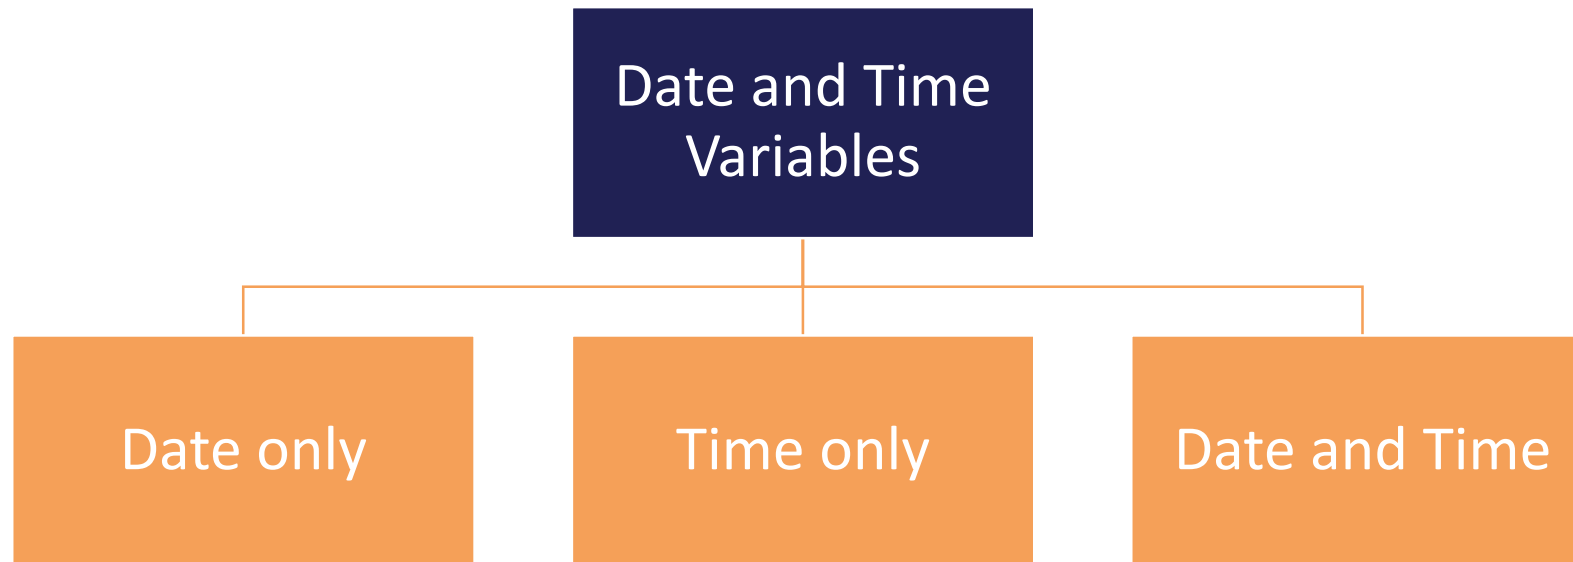 Date and Time
Variables
Date only
Time only
Date and Time